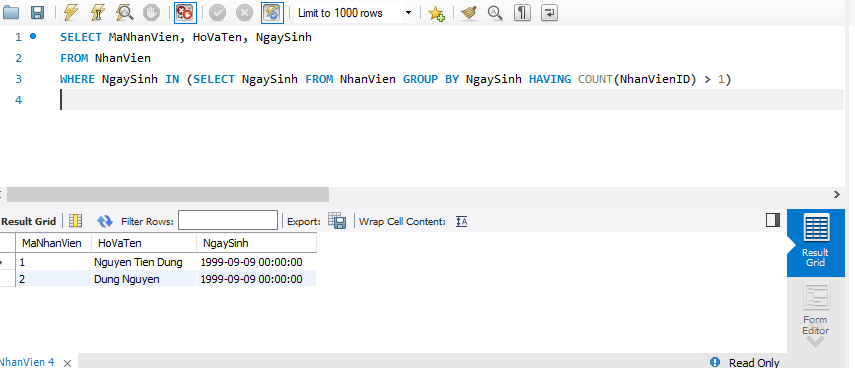 Limit to 1000 rows
1 SELECT MaNhanVien, HoVaTen, NgaySinh
2 FROM NhanVien
3 WHERE NgaySinh IN (SELECT NgaySinh FROM NhanVien GROUP BY NgaySinh HAVING COUNT(NhanVienID) > 1)
4
Result Grid Filter Rows: Export: Wrap Cell Content:
MaNhanVien HoVaTen NgaySinh
1 Nguyen Tien Dung 1999-09-09 00:00:00
2 Dung Nguyen 1999-09-09 00:00:00
Result
Grid
Form
Editor
NhanVien 4 Read Only